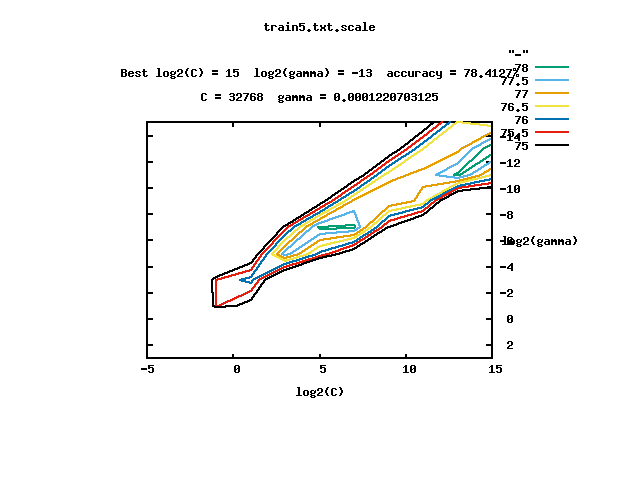 train5.txt.scale
"-"
Best log2(C) = 15  log2(gamma) = -13  accuracy = 78.4127%
78
77.5
C = 32768  gamma = 0.0001220703125
77
76.5
76
75.5
75
-14
-12
-10
-8
-6
log2(gamma)
-4
-2
0
2
-5 0 5 10 15
log2(C)